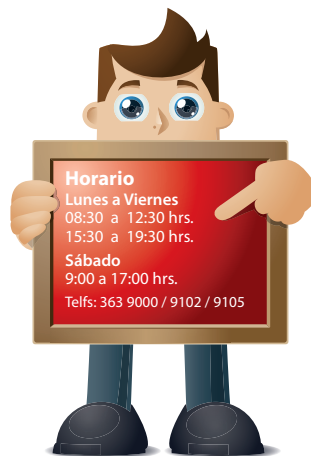 Horario
Lunes a Viernes
08:30 a 12:30 hrs.
15:30 a 19:30 hrs.
Sábado
9:00 a 17:00 hrs.
Telfs: 363 9000 / 9102 / 9105